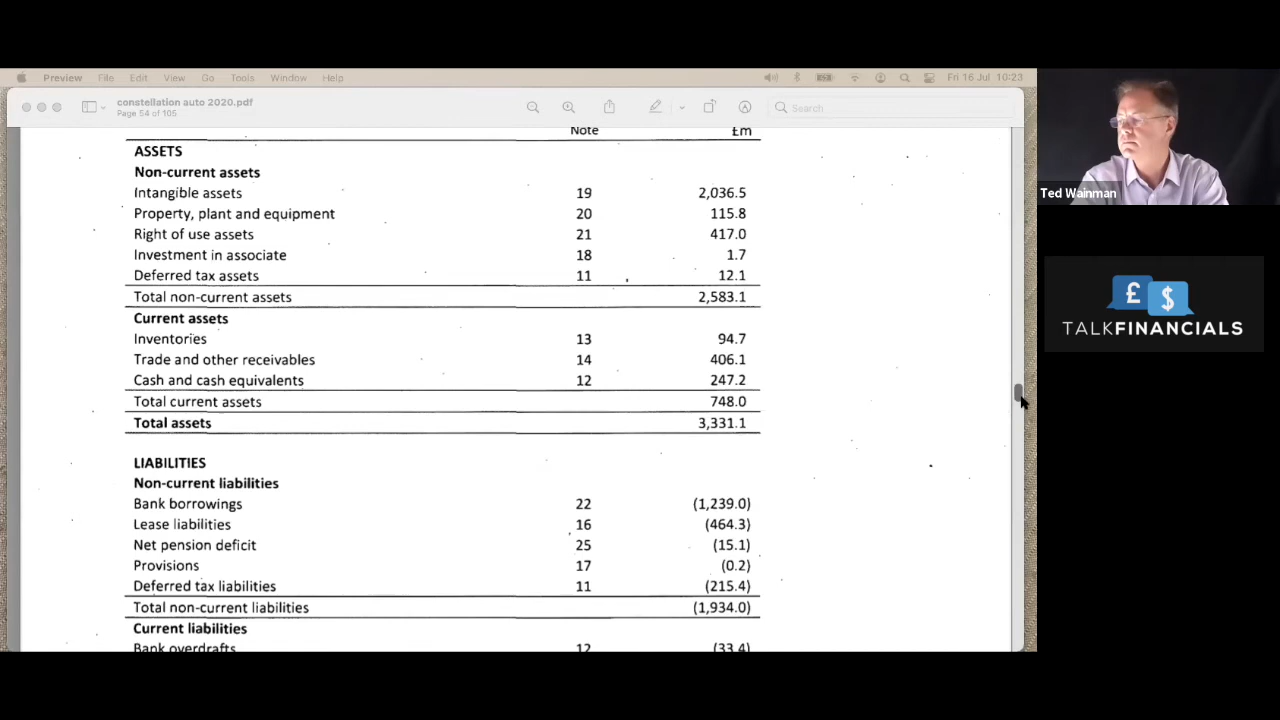 Preview File Edit View Go Tools Window Help Fri 16 Jul 10:23
constellation auto 2020.pdf
Page 54 of 105
Search
Note £m
ASSETS
Non-current assets
Intangible assets 19 2,036.5
Property, plant and equipment 20 115.8
Right of use assets 21 417.0
Investment in associate 18 1.7
Deferred tax assets 11 12.1
Total non-current assets 2,583.1
Current assets
Inventories 13 94.7
Trade and other receivables 14 406.1
Cash and cash equivalents 12 247.2
Total current assets 748.0
Total assets 3,331.1
LIABILITIES
Non-current liabilities
Bank borrowings 22 (1,239.0)
Lease liabilities 16 (464.3)
Net pension deficit 25 (15.1)
Provisions 17 (0.2)
Deferred tax liabilities 11 (215.4)
Total non-current liabilities (1,934.0)
Current liabilities
Bank overdrafts 12 (33.4)
Ted Wainman
£ $
TALKFINANCIALS